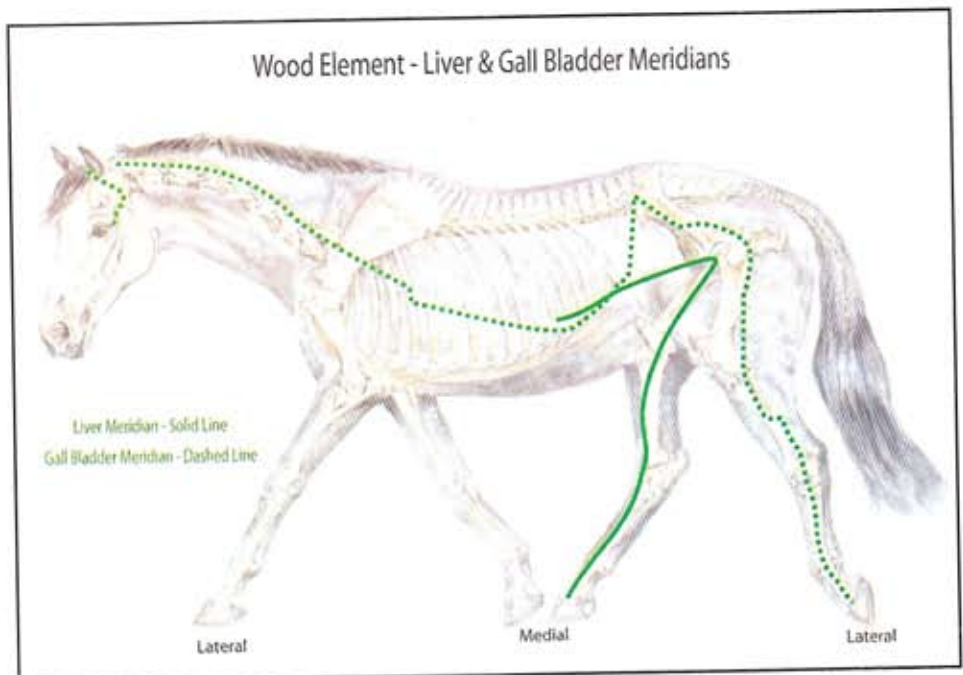 Wood Element - Liver & Gall Bladder Meridians
Liver Meridian - Solid Line
Gall Bladder Meridian - Dashed Line
Lateral
Medial
Lateral